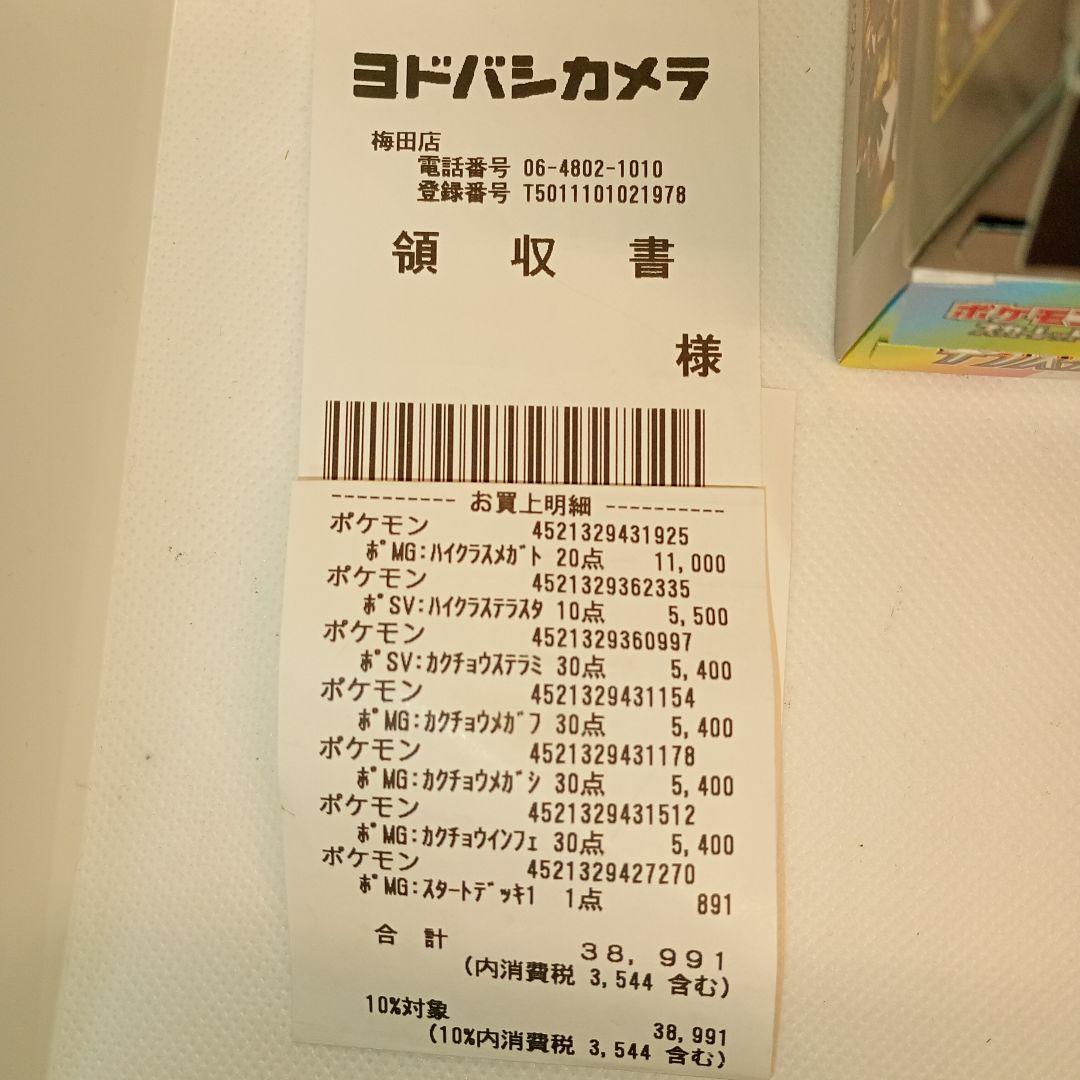 ヨドバシカメラ
梅田店
電話番号 06-4802-1010
登録番号 T5011101021978
領 収 書
様
---------- お買上明細 ----------
ポケモン 4521329431925
ポMG:ハイクラスメガト 20点 11,000
ポケモン 4521329362335
ポSV:ハイクラステラスタ 10点 5,500
ポケモン 4521329360997
ポSV:カクチョウステラミ 30点 5,400
ポケモン 4521329431154
ポMG:カクチョウメガフ 30点 5,400
ポケモン 4521329431178
ポMG:カクチョウメガシ 30点 5,400
ポケモン 4521329431512
ポMG:カクチョウインフェ 30点 5,400
ポケモン 4521329427270
ポMG:スタートデッキ1 1点 891
合 計 38,991
(内消費税 3,544 含む)
10%対象 38,991
(10%内消費税 3,544 含む)
ポケモン